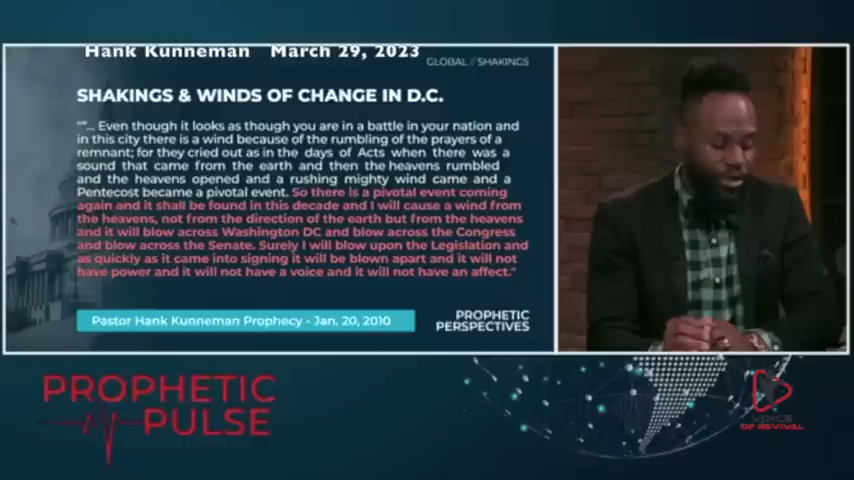 Hank Kunneman March 29, 2023
GLOBAL // SHAKINGS
SHAKINGS & WINDS OF CHANGE IN D.C.
""... Even though it looks as though you are in a battle in your nation and
in this city there is a wind because of the rumbling of the prayers of a
remnant; for they cried out as in the days of Acts when there was a
sound that came from the earth and then the heavens rumbled
and the heavens opened and a rushing mighty wind came and a
Pentecost became a pivotal event. So there is a pivotal event coming
again and it shall be found in this decade and I will cause a wind from
the heavens, not from the direction of the earth but from the heavens
and it will blow across Washington DC and blow across the Congress
and blow across the Senate. Surely I will blow upon the Legislation and
as quickly as it came into signing it will be blown apart and it will not
have power and it will not have a voice and it will not have an affect."
Pastor Hank Kunneman Prophecy - Jan. 20, 2010
PROPHETIC
PERSPECTIVES
PROPHETIC
PULSE
VOICE
OF REVIVAL